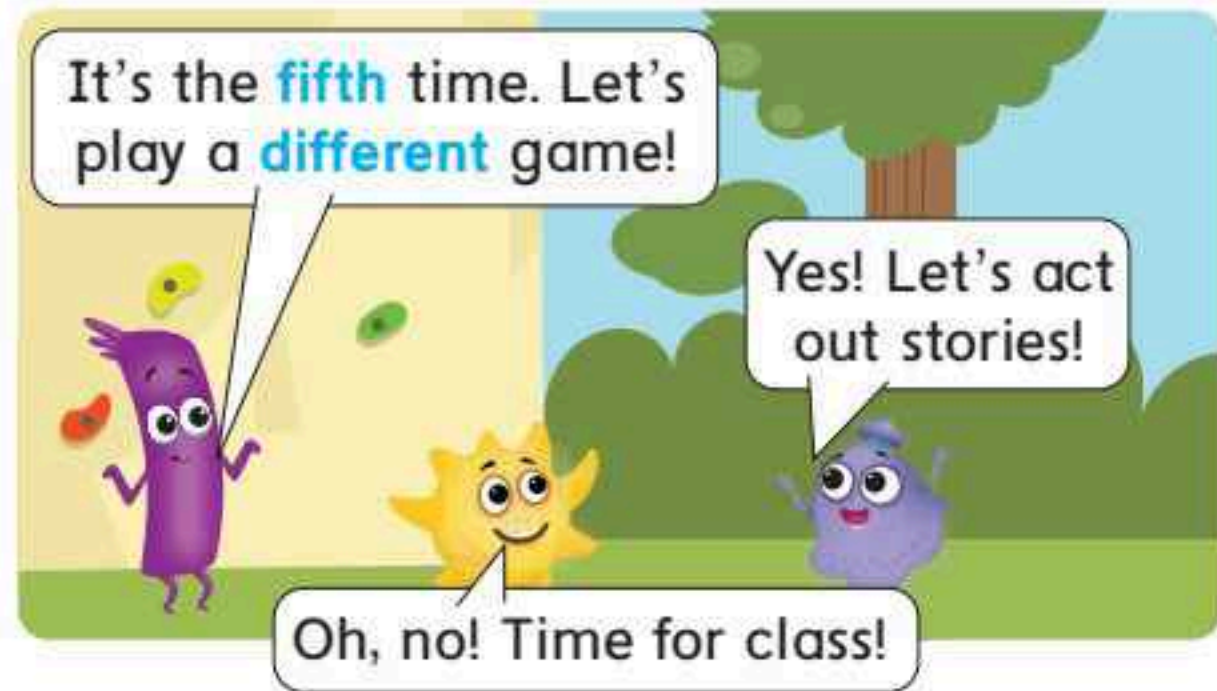 It's the fifth time. Let's
play a different game!
Yes! Let's act
out stories!
Oh, no! Time for class!